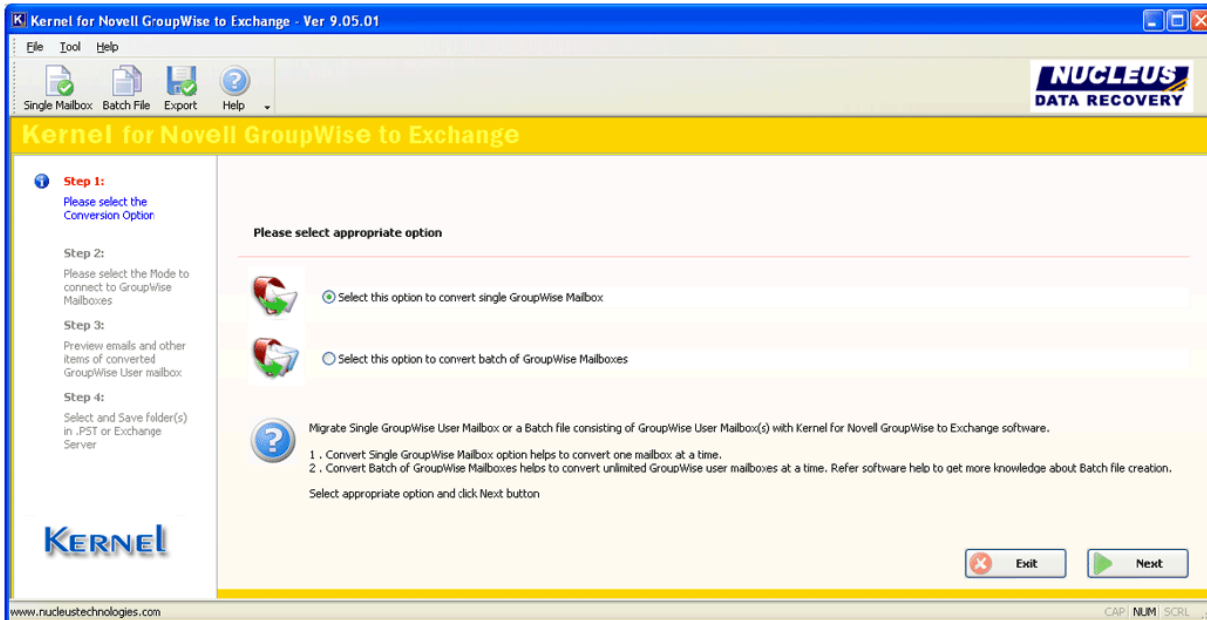 Kernel for Novell GroupWise to Exchange - Ver 9.05.01
File Tool Help
Single Mailbox Batch File Export Help
NUCLEUS
DATA RECOVERY
Kernel for Novell GroupWise to Exchange
Step 1:
Please select the
Conversion Option
Step 2:
Please select the Mode to
connect to GroupWise
Mailboxes
Step 3:
Preview emails and other
items of converted
GroupWise User mailbox
Step 4:
Select and Save folder(s)
in .PST or Exchange
Server
KERNEL
Please select appropriate option
Select this option to convert single GroupWise Mailbox
Select this option to convert batch of GroupWise Mailboxes
Migrate Single GroupWise User Mailbox or a Batch file consisting of GroupWise User Mailbox(s) with Kernel for Novell GroupWise to Exchange software.
1 . Convert Single GroupWise Mailbox option helps to convert one mailbox at a time.
2 . Convert Batch of GroupWise Mailboxes helps to convert unlimited GroupWise user mailboxes at a time. Refer software help to get more knowledge about Batch file creation.
Select appropriate option and click Next button
Exit Next
www.nucleustechnologies.com
CAP NUM SCRL